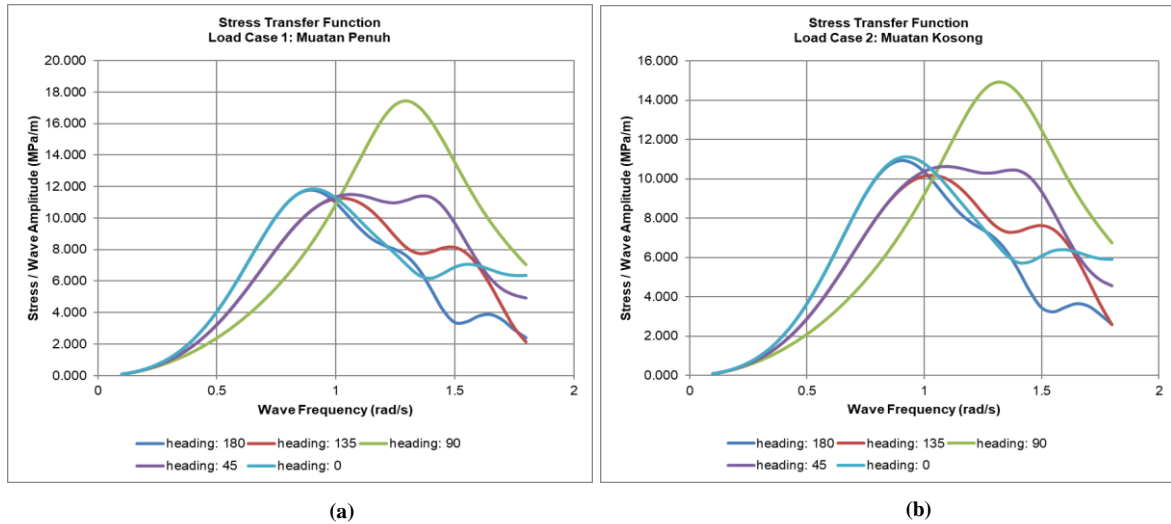 Stress Transfer Function
Load Case 1: Muatan Penuh
Stress / Wave Amplitude (MPa/m)
20.000
18.000
16.000
14.000
12.000
10.000
8.000
6.000
4.000
2.000
0.000
0 0.5 1 1.5 2
Wave Frequency (rad/s)
heading: 180 heading: 135 heading: 90
heading: 45 heading: 0
(a)
Stress Transfer Function
Load Case 2: Muatan Kosong
Stress / Wave Amplitude (MPa/m)
16.000
14.000
12.000
10.000
8.000
6.000
4.000
2.000
0.000
0 0.5 1 1.5 2
Wave Frequency (rad/s)
heading: 180 heading: 135 heading: 90
heading: 45 heading: 0
(b)